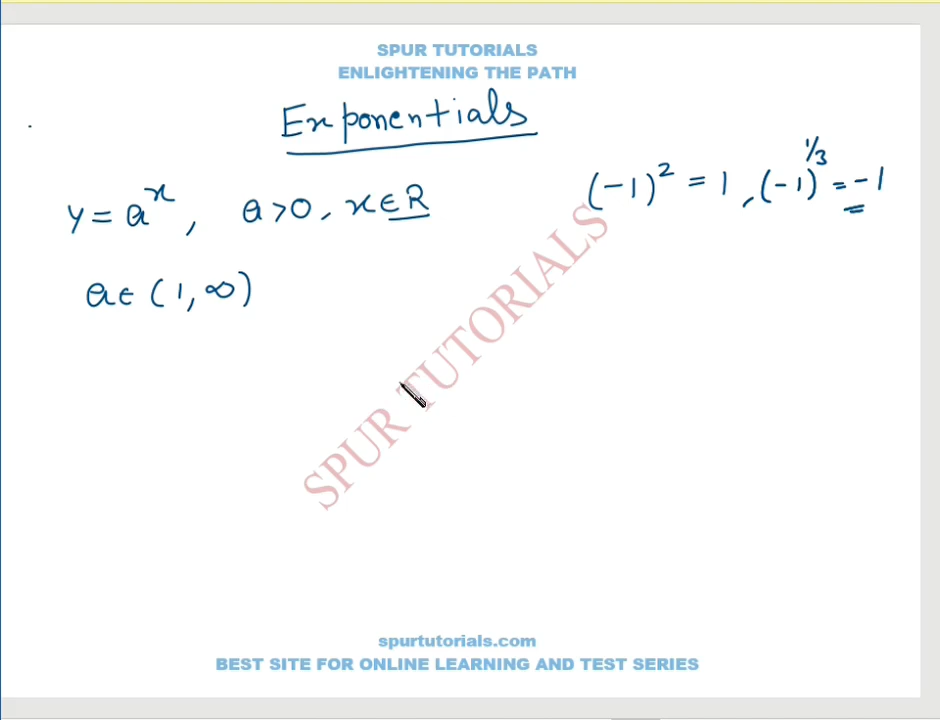 SPUR TUTORIALS
ENLIGHTENING THE PATH
Exponentials
y = a^x, a > 0, x ∈ R
(-1)^2 = 1, (-1)^{1/3} = -1
a ∈ (1, ∞)
SPUR TUTORIALS
spurtutorials.com
BEST SITE FOR ONLINE LEARNING AND TEST SERIES